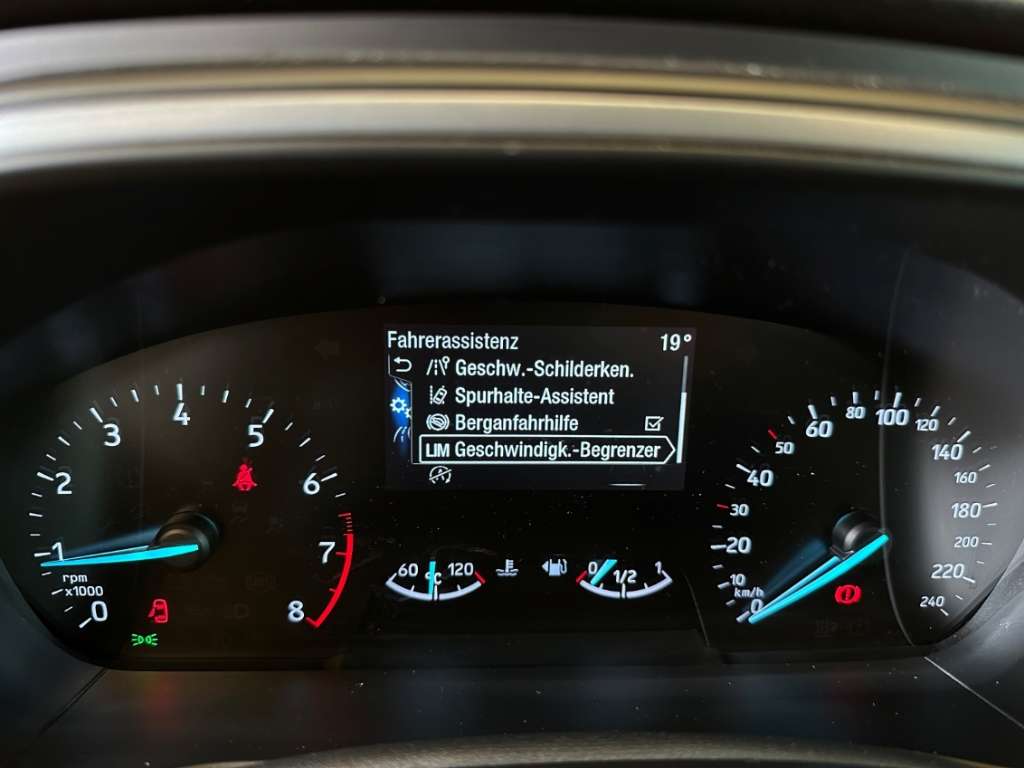 Fahrerassistenz 19°
Geschw.-Schilderken.
Spurhalte-Assistent
Berganfahrhilfe
LIM Geschwindigk.-Begrenzer
0
1
2
3
4
5
6
7
8
rpm
x1000
60 °C 120
0 1/2 1
0
10
20
30
40
50
60
80
100
120
140
160
180
200
220
240
km/h